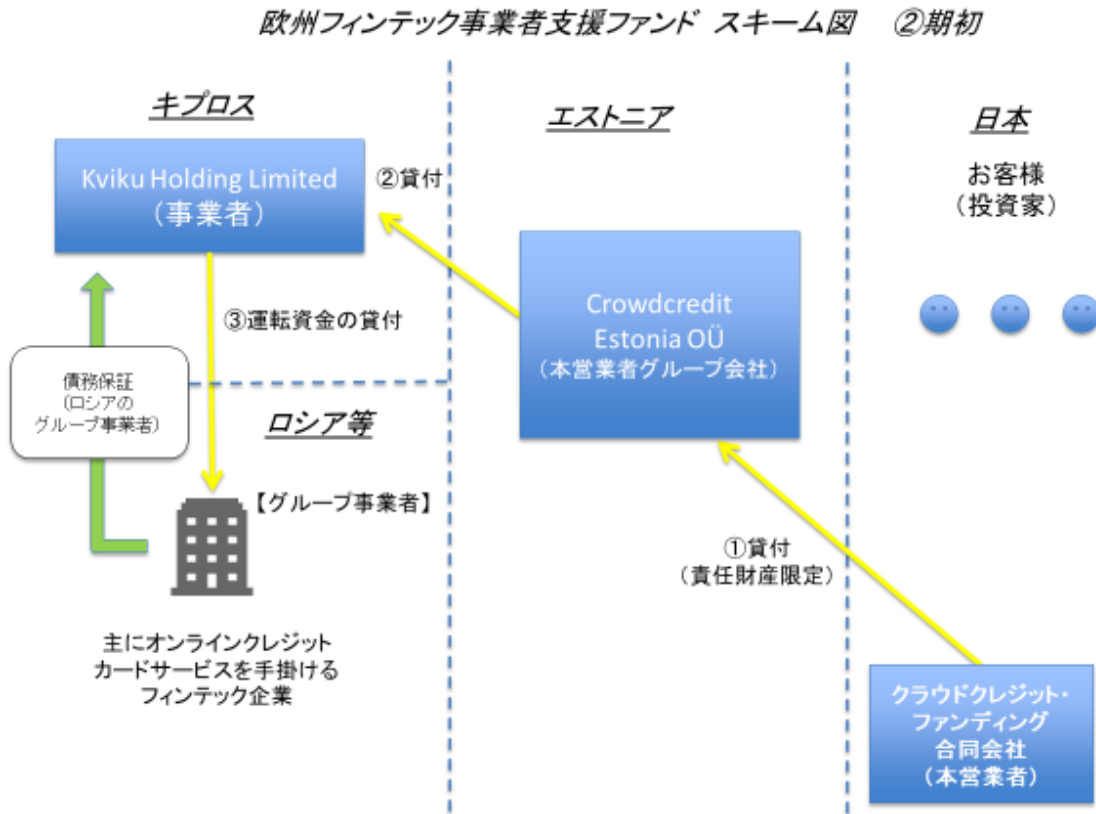 欧州フィンテック事業者支援ファンド スキーム図 ②期初
キプロス
Kviku Holding Limited
（事業者）
②貸付
③運転資金の貸付
債務保証
(ロシアの
グループ事業者)
ロシア等
【グループ事業者】
主にオンラインクレジット
カードサービスを手掛ける
フィンテック企業
エストニア
Crowdcredit
Estonia OÜ
（本営業者グループ会社）
①貸付
（責任財産限定）
日本
お客様
（投資家）
クラウドクレジット・
ファンディング
合同会社
（本営業者）